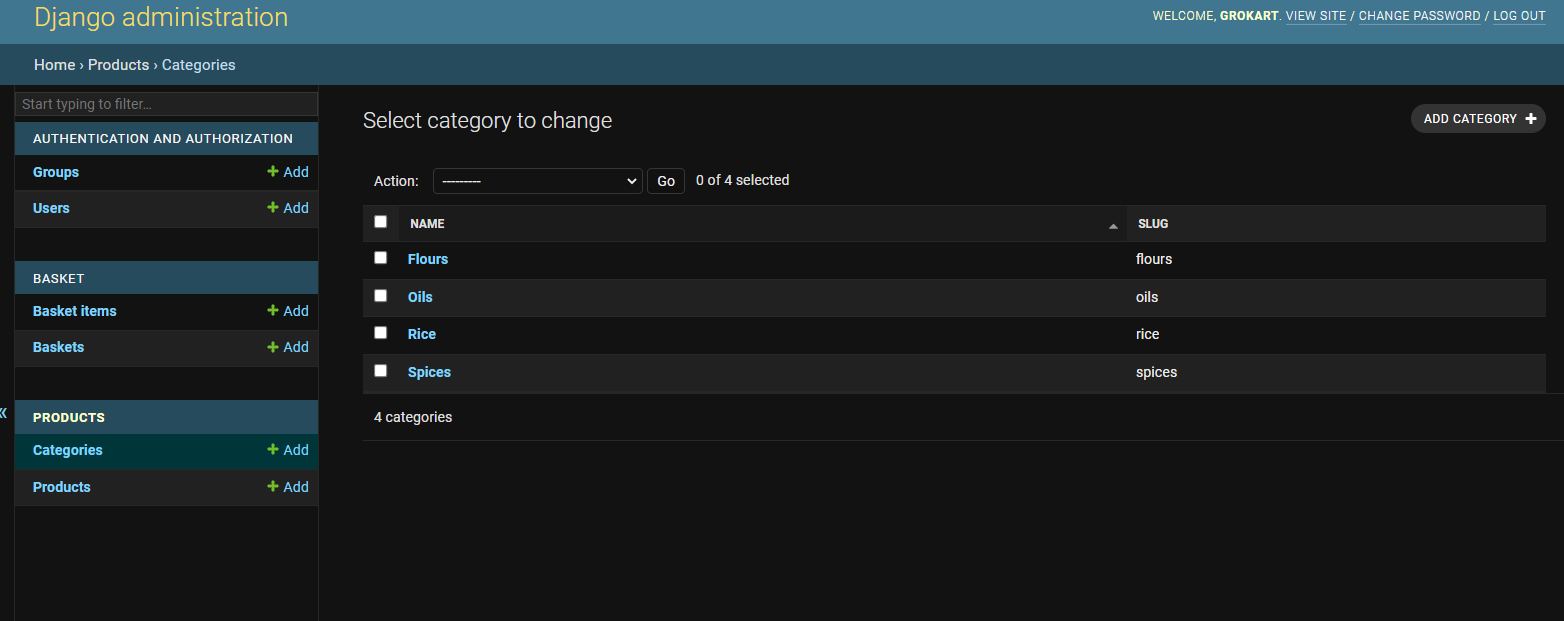 Django administration
WELCOME, GROKART. VIEW SITE / CHANGE PASSWORD / LOG OUT
Home › Products › Categories
Start typing to filter...
AUTHENTICATION AND AUTHORIZATION
Groups + Add
Users + Add
BASKET
Basket items + Add
Baskets + Add
«
PRODUCTS
Categories + Add
Products + Add
Select category to change
ADD CATEGORY +
Action: --------- Go 0 of 4 selected
NAME SLUG
Flours flours
Oils oils
Rice rice
Spices spices
4 categories